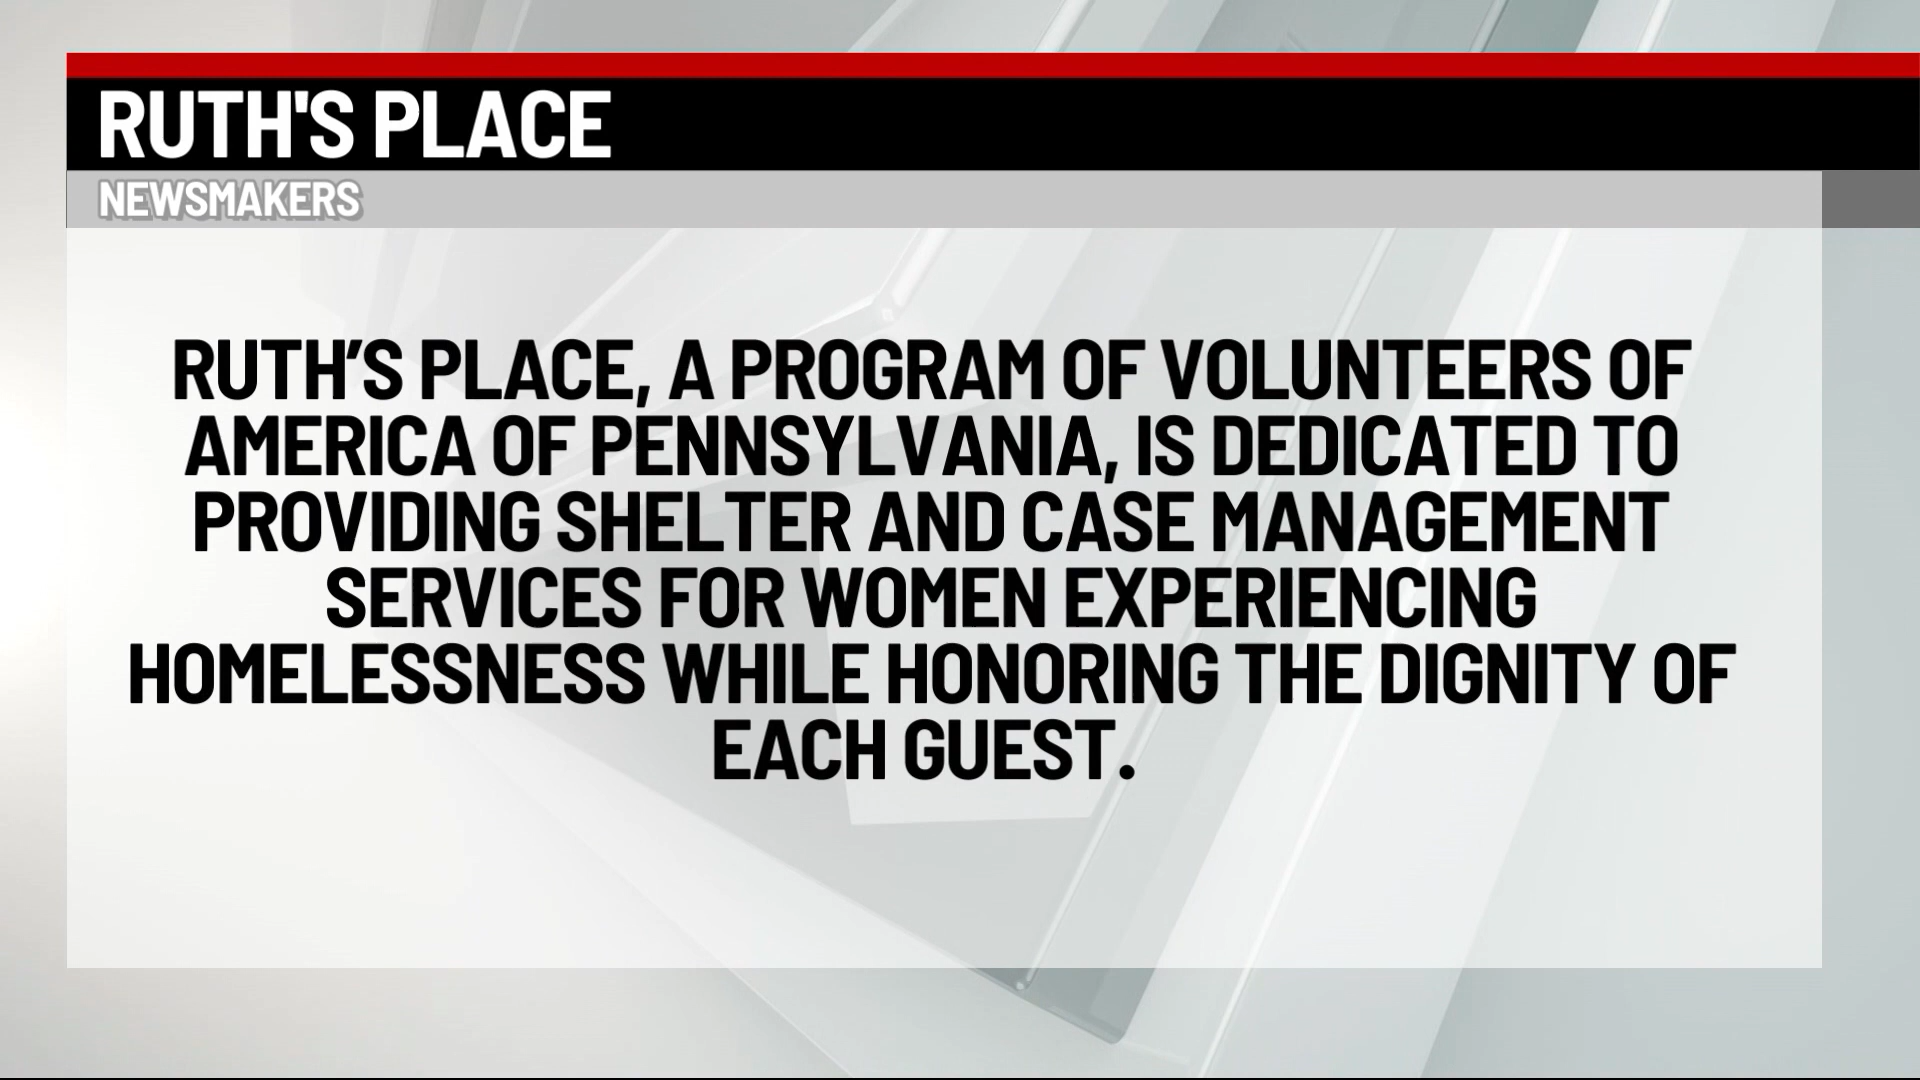 RUTH'S PLACE
NEWSMAKERS
RUTH’S PLACE, A PROGRAM OF VOLUNTEERS OF
AMERICA OF PENNSYLVANIA, IS DEDICATED TO
PROVIDING SHELTER AND CASE MANAGEMENT
SERVICES FOR WOMEN EXPERIENCING
HOMELESSNESS WHILE HONORING THE DIGNITY OF
EACH GUEST.